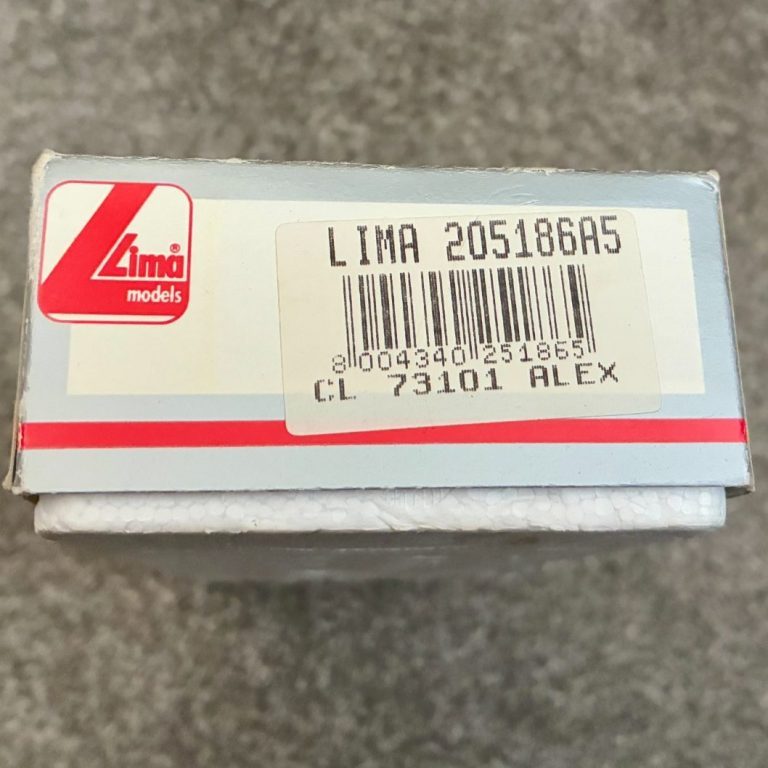 Lima®
models
LIMA 205186A5
8 004340 251865
CL 73101 ALEX